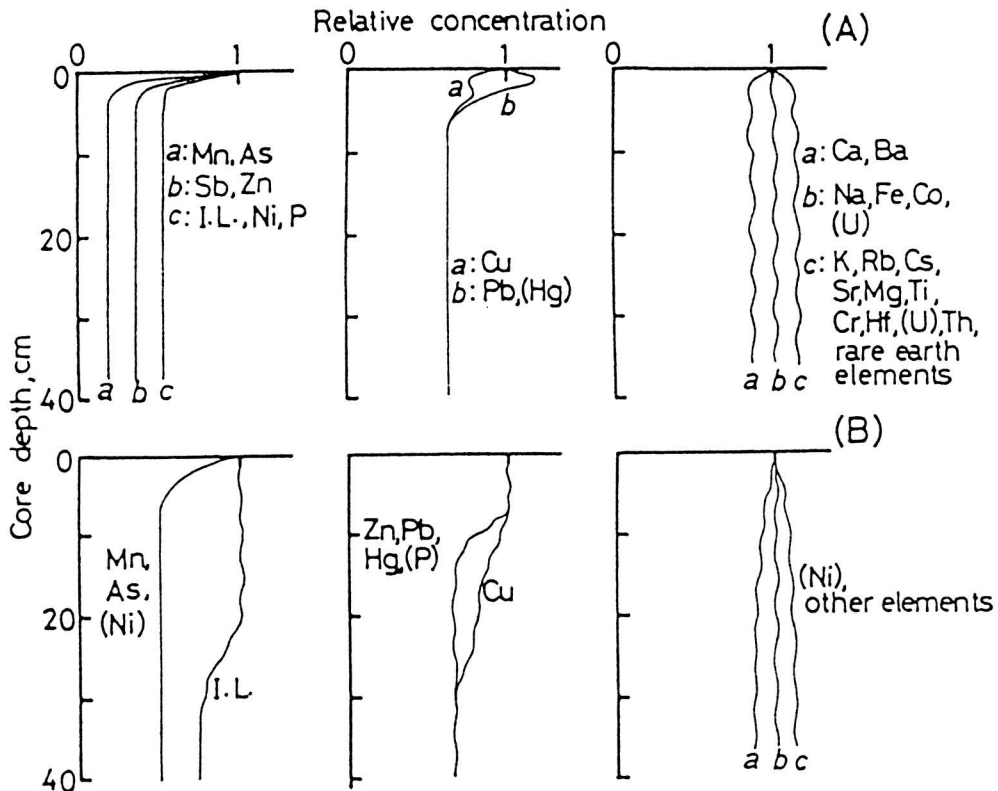 Relative concentration
(A)
0 1
0 1
0 1
0
20
40
a: Mn, As
b: Sb, Zn
c: I.L., Ni, P
a b c
a
b
a: Cu
b: Pb,(Hg)
a: Ca, Ba
b: Na, Fe, Co,
(U)
c: K, Rb, Cs,
Sr, Mg, Ti,
Cr, Hf, (U), Th,
rare earth
elements
a b c
Core depth, cm
(B)
0
20
40
Mn,
As,
(Ni)
I.L.
Zn, Pb,
Hg,(P)
Cu
(Ni),
other elements
a b c